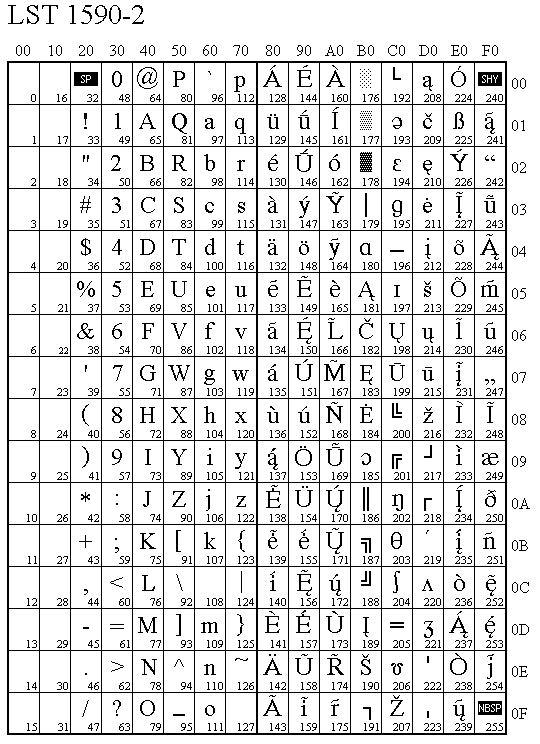 LST 1590-2
00 10 20 30 40 50 60 70 80 90 A0 B0 C0 D0 E0 F0
SP 0 @ P ` p Á É À ░ └ ą Ó SHY 00
0 16 32 48 64 80 96 112 128 144 160 176 192 208 224 240
! 1 A Q a q ü ū́ Í ▒ ə č ß ą̃ 01
1 17 33 49 65 81 97 113 129 145 161 177 193 209 225 241
" 2 B R b r é Ū́ ó ▓ ɛ ę Ý “ 02
2 18 34 50 66 82 98 114 130 146 162 178 194 210 226 242
# 3 C S c s à ý Ỹ │ ɡ ė Į̃ ū̃ 03
3 19 35 51 67 83 99 115 131 147 163 179 195 211 227 243
$ 4 D T d t ä ö ỹ ɑ ─ į õ Ą̃ 04
4 20 36 52 68 84 100 116 132 148 164 180 196 212 228 244
% 5 E U e u ẽ Ẽ è Ą ɪ š Õ m̃ 05
5 21 37 53 69 85 101 117 133 149 165 181 197 213 229 245
& 6 F V f v ã Ę́ L̃ Č Ų ų ũ 06
6 22 38 54 70 86 102 118 134 150 166 182 198 214 230 246
' 7 G W g w á Ú M̃ Ę Ū ū į̃ „ 07
7 23 39 55 71 87 103 119 135 151 167 183 199 215 231 247
( 8 H X h x ù ú Ñ Ė ╚ ž Ì Ĩ 08
8 24 40 56 72 88 104 120 136 152 168 184 200 216 232 248
) 9 I Y i y ą́ Ö Ũ ɔ ╔ ┘ ì æ 09
9 25 41 57 73 89 105 121 137 153 169 185 201 217 233 249
* : J Z j z Ė̃ Ü Ų́ ║ ŋ ┌ Į́ ð 0A
10 26 42 58 74 90 106 122 138 154 170 186 202 218 234 250
+ ; K [ k { ė̃ ė́ Ų̃ ╗ θ ´ į́ ñ 0B
11 27 43 59 75 91 107 123 139 155 171 187 203 219 235 251
, < L \ | í Ę̃ ų́ ╝ ʃ ʌ ò ę̃ 0C
12 28 44 60 76 92 108 124 140 156 172 188 204 220 236 252
- = M ] m } È Ė́ Ù Į ═ ʒ Ą́ ę́ 0D
13 29 45 61 77 93 109 125 141 157 173 189 205 221 237 253
. > N ^ n ~ Ä Ū̃ R̃ Š ʊ ˈ Ò j̃ 0E
14 30 46 62 78 94 110 126 142 158 174 190 206 222 238 254
/ ? O _ o Ã ĩ r̃ ┐ Ž ˌ ų̃ NBSP 0F
15 31 47 63 79 95 111 127 143 159 175 191 207 223 239 255